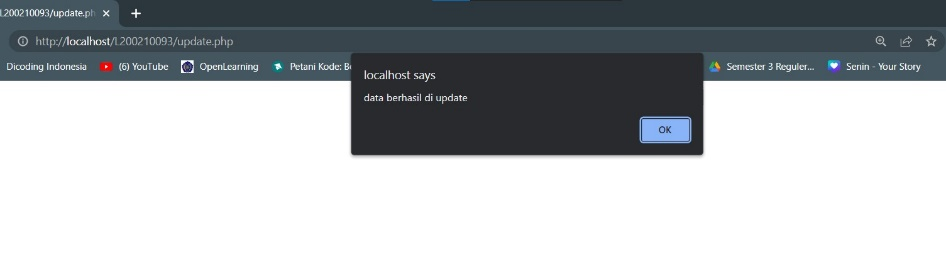 L200210093/update.ph
http://localhost/L200210093/update.php
Dicoding Indonesia (6) YouTube OpenLearning Petani Kode: Be Semester 3 Reguler... Senin - Your Story
localhost says
data berhasil di update
OK